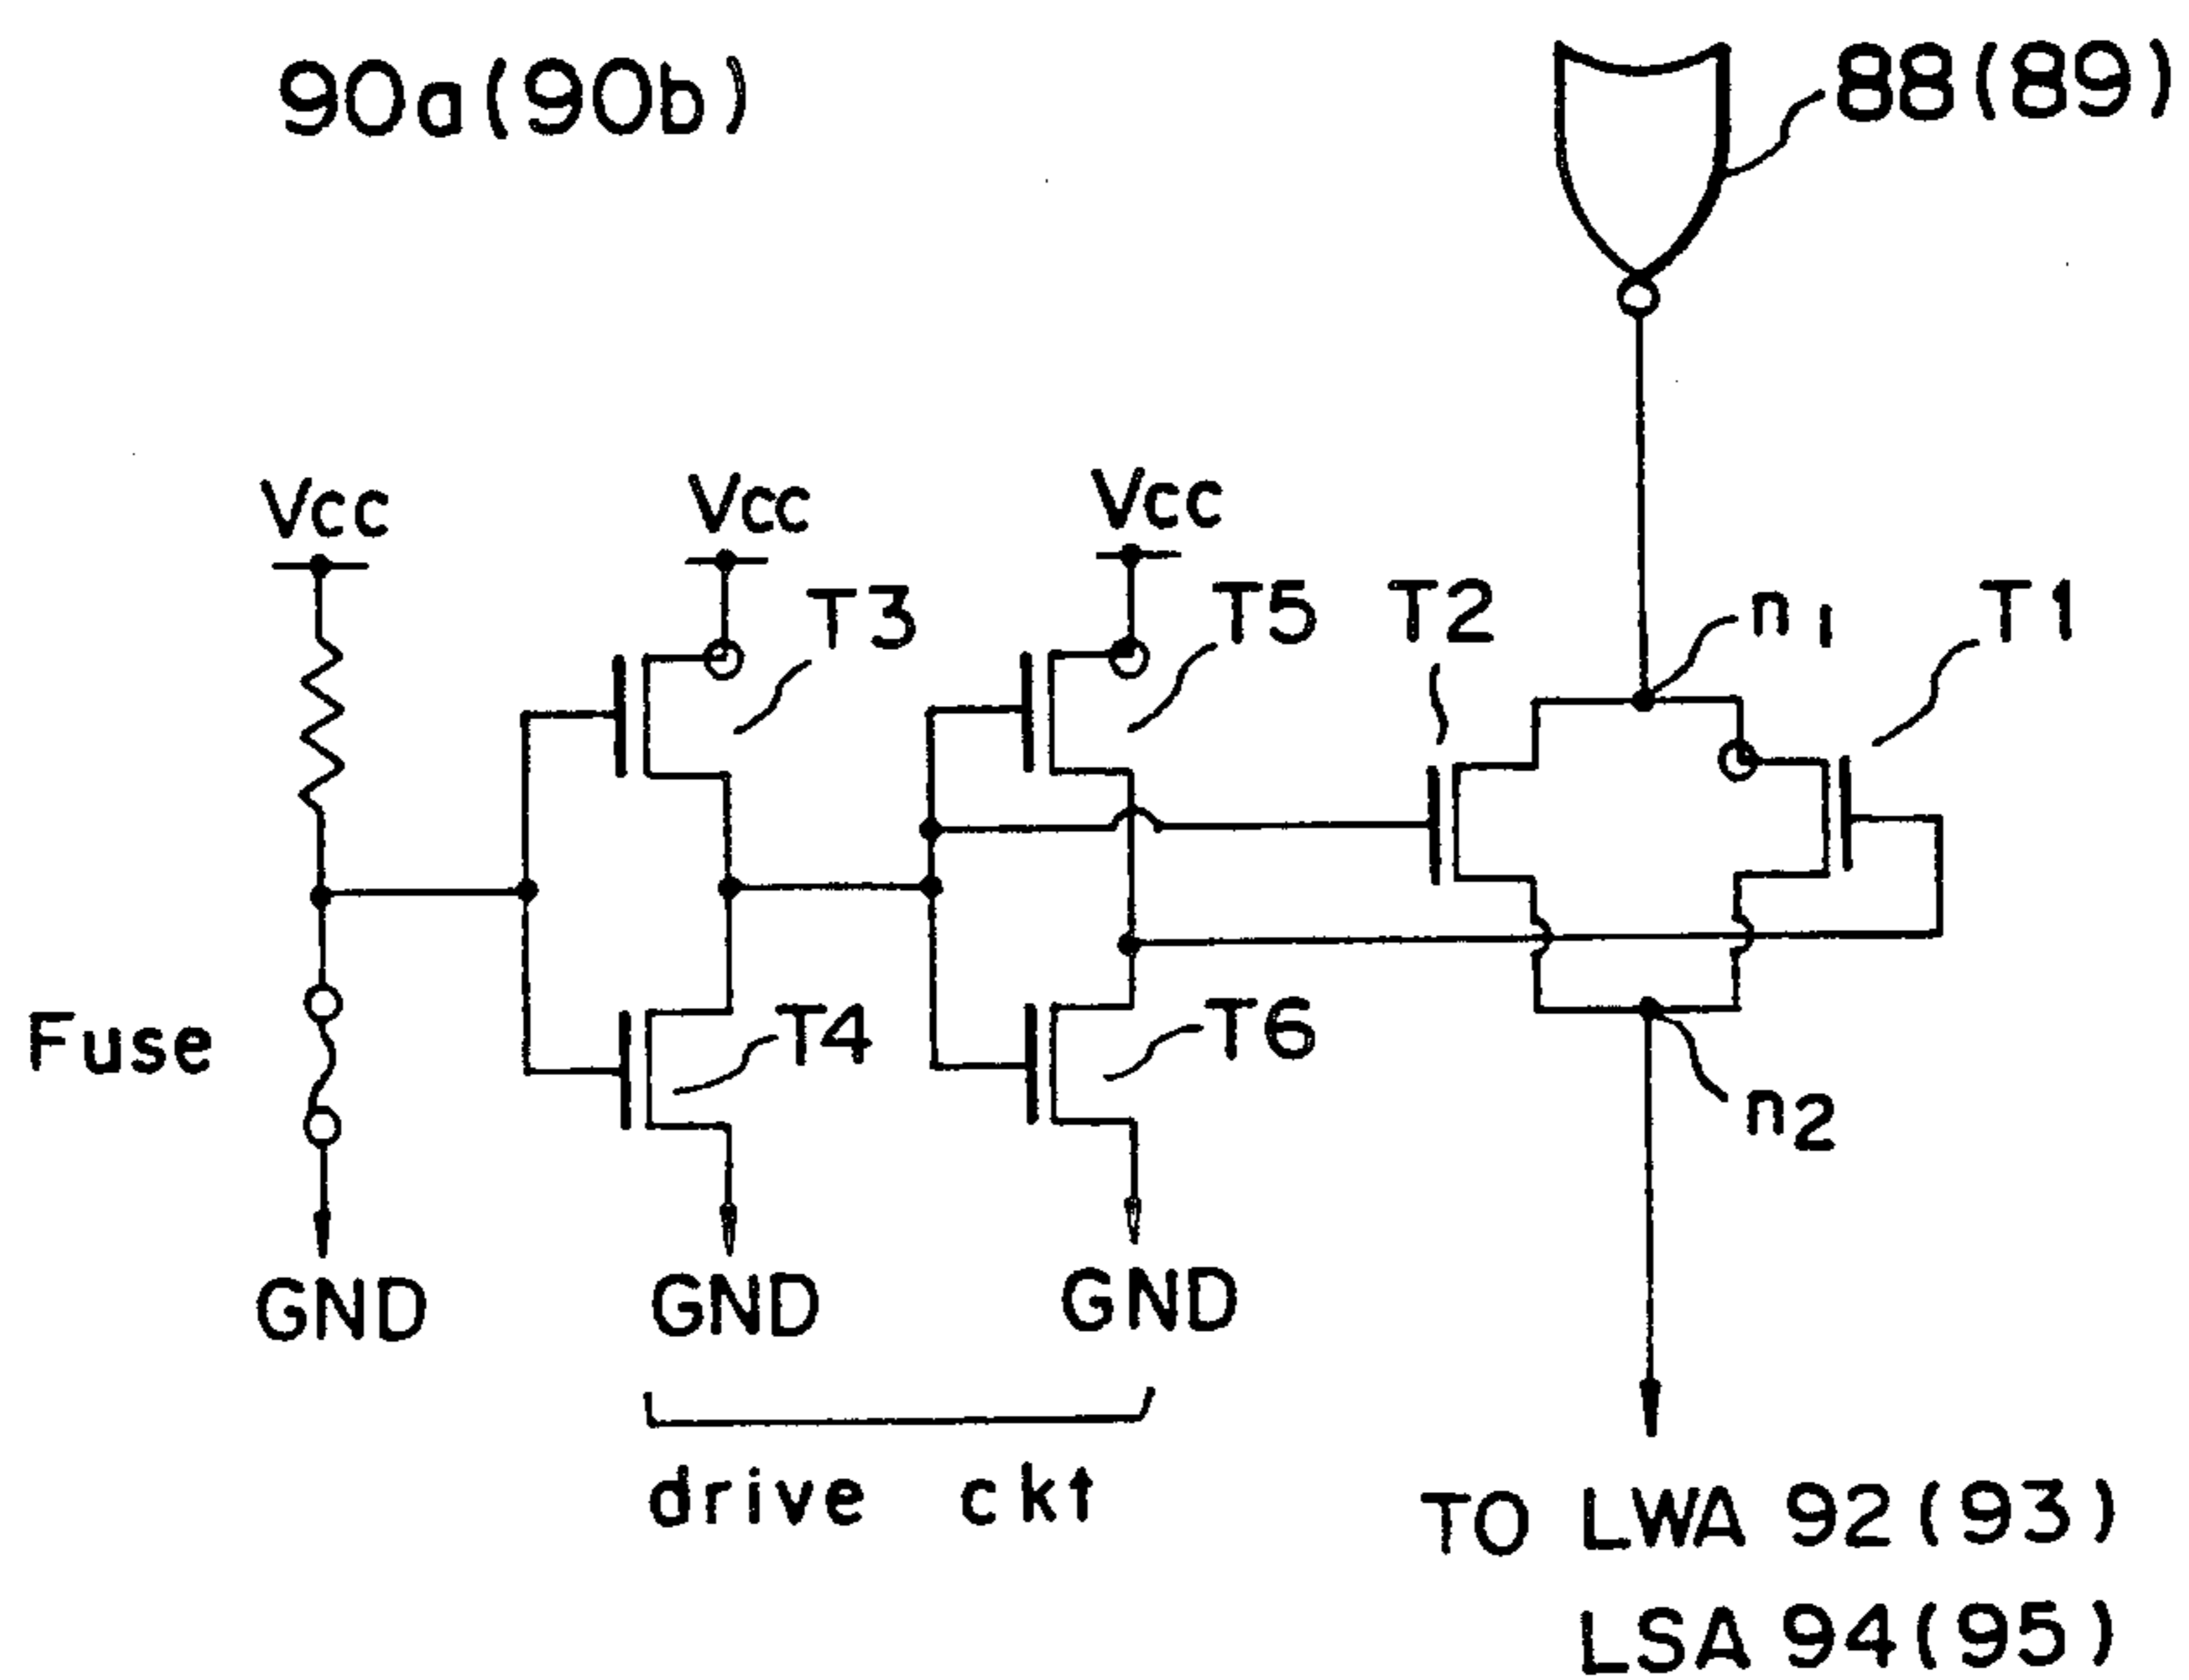 90a(90b)
88(89)
Vcc
Vcc
Vcc
T3
T5
T2
n1
T1
Fuse
T4
T6
n2
GND
GND
GND
drive ckt
TO LWA 92(93)
LSA 94(95)